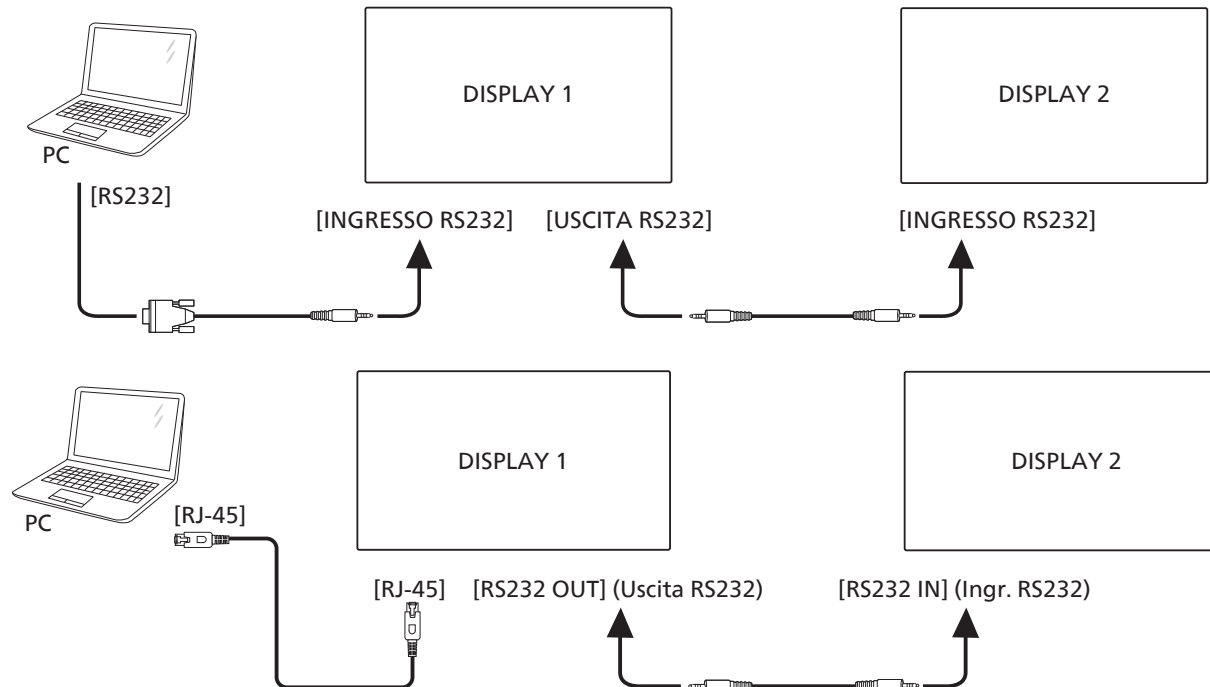 DISPLAY 1
DISPLAY 2
PC
[RS232]
[INGRESSO RS232]
[USCITA RS232]
[INGRESSO RS232]
DISPLAY 1
DISPLAY 2
PC
[RJ-45]
[RJ-45]
[RS232 OUT] (Uscita RS232)
[RS232 IN] (Ingr. RS232)